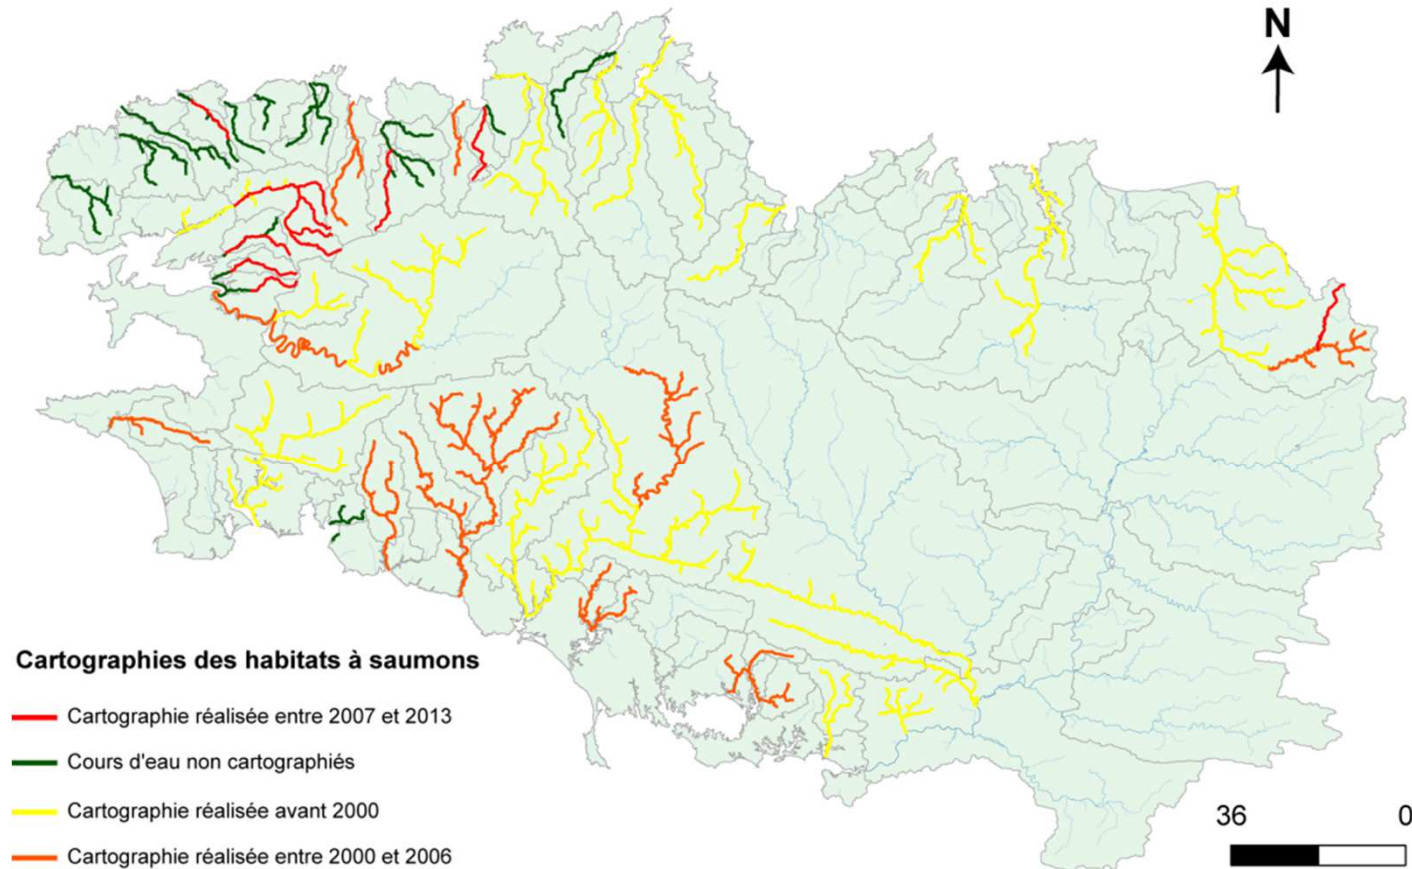 N
Cartographies des habitats à saumons
Cartographie réalisée entre 2007 et 2013
Cours d'eau non cartographiés
Cartographie réalisée avant 2000
Cartographie réalisée entre 2000 et 2006
36 0